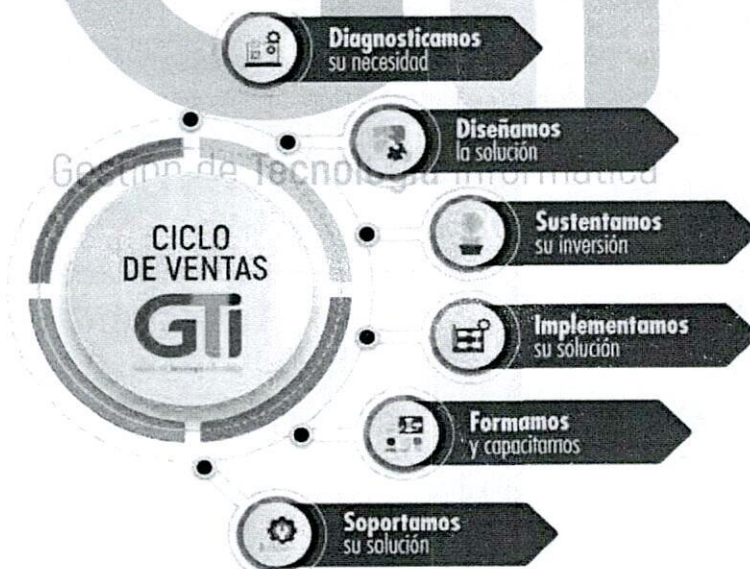 Diagnosticamos
su necesidad
Diseñamos
la solución
Gestión de Tecnología Informática
Sustentamos
su inversión
CICLO
DE VENTAS
GTi
Implementamos
su solución
Formamos
y capacitamos
Soportamos
su solución